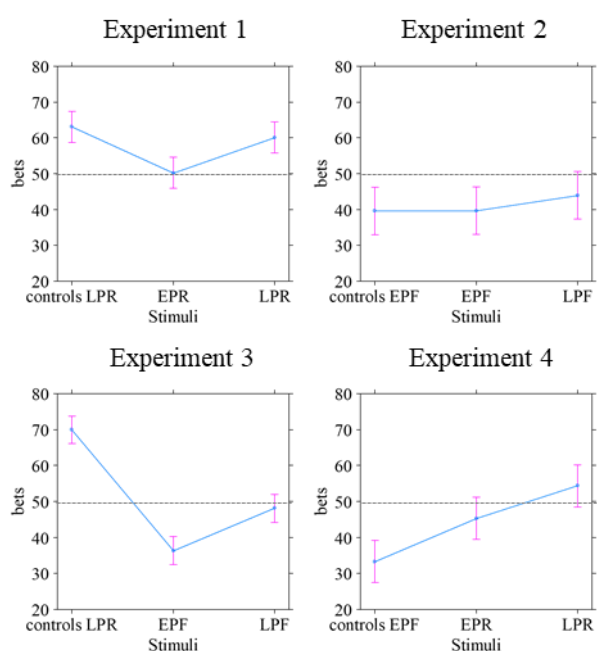 Experiment 1
80
70
60
50
40
30
20
bets
controls LPR EPR LPR
Stimuli
Experiment 2
80
70
60
50
40
30
20
bets
controls EPF EPF LPF
Stimuli
Experiment 3
80
70
60
50
40
30
20
bets
controls LPR EPF LPF
Stimuli
Experiment 4
80
70
60
50
40
30
20
bets
controls EPF EPR LPR
Stimuli